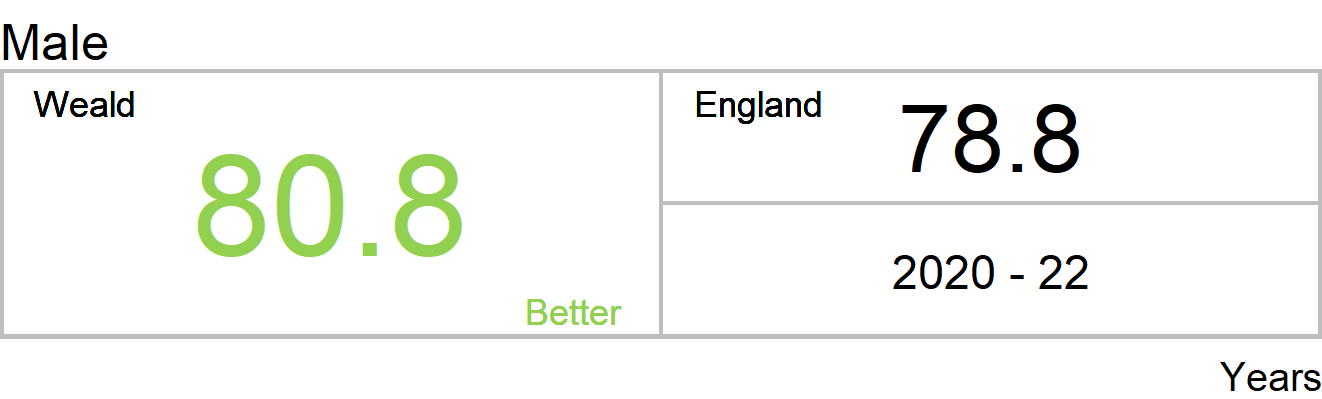 Male
Weald
80.8
Better
England
78.8
2020 - 22
Years